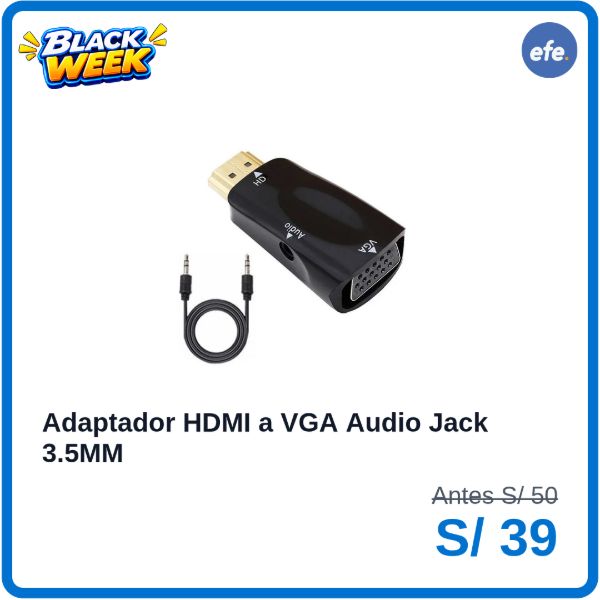 BLACK
WEEK
efe.
HD
Audio
VGA
Adaptador HDMI a VGA Audio Jack
3.5MM
Antes S/ 50
S/ 39